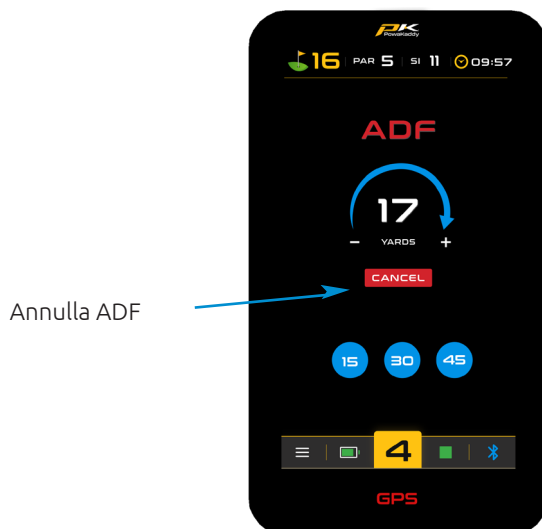 PK
PowaKaddy
16 PAR 5 SI 11 09:57
ADF
17
- YARDS +
CANCEL
Annulla ADF
15 30 45
4
GPS